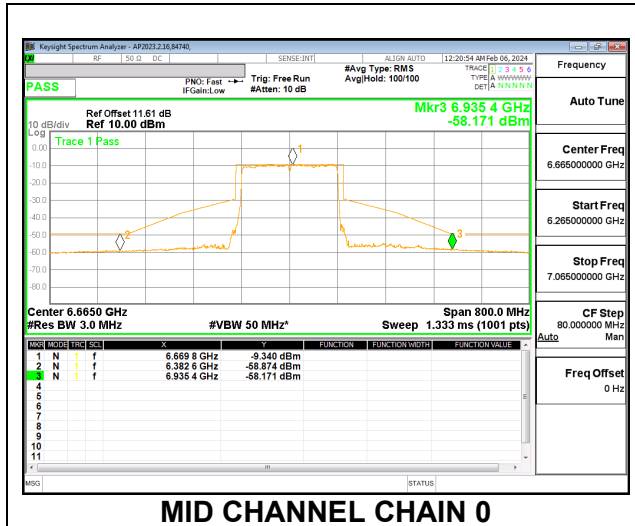 Keysight Spectrum Analyzer - AP2023.2.16,84740,
RF 50 Ω DC SENSE:INT ALIGN AUTO 12:20:54 AM Feb 06, 2024
PASS
PNO: Fast
IFGain:Low
Trig: Free Run
#Atten: 10 dB
#Avg Type: RMS
Avg|Hold: 100/100
TRACE 1 2 3 4 5 6
TYPE A WWWWW
DET A N N N N N
Frequency
Auto Tune
Center Freq
6.665000000 GHz
Start Freq
6.265000000 GHz
Stop Freq
7.065000000 GHz
CF Step
80.000000 MHz
Auto Man
Freq Offset
0 Hz
Mkr3 6.935 4 GHz
-58.171 dBm
Ref Offset 11.61 dB
10 dB/div Ref 10.00 dBm
Log
Trace 1 Pass
0.00
-10.0
-20.0
-30.0
-40.0
-50.0
-60.0
-70.0
-80.0
1
2
3
Center 6.6650 GHz Span 800.0 MHz
#Res BW 3.0 MHz #VBW 50 MHz* Sweep 1.333 ms (1001 pts)
MKR MODE TRC SCL X Y FUNCTION FUNCTION WIDTH FUNCTION VALUE
1 N 1 f 6.669 8 GHz -9.340 dBm
2 N 1 f 6.382 6 GHz -58.874 dBm
3 N 1 f 6.935 4 GHz -58.171 dBm
4
5
6
7
8
9
10
11
MSG STATUS
MID CHANNEL CHAIN 0